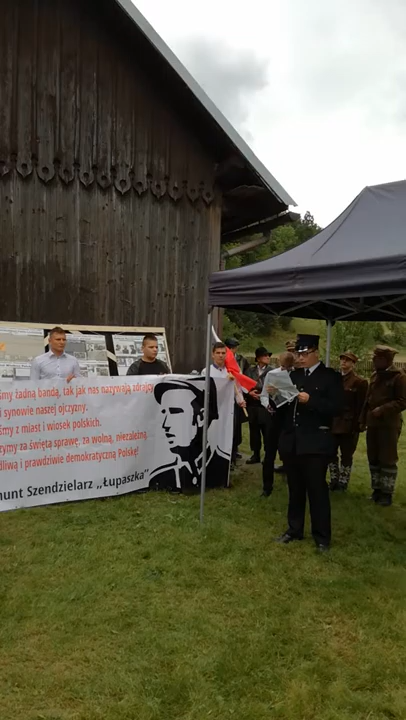 śmy żadną bandą, tak jak nas nazywają zdrajcy
i synowie naszej ojczyzny.
śmy z miast i wiosek polskich.
zymy za świętą sprawę, za wolną, niezależną
dliwą i prawdziwie demokratyczną Polskę!
munt Szendzielarz „Łupaszka"